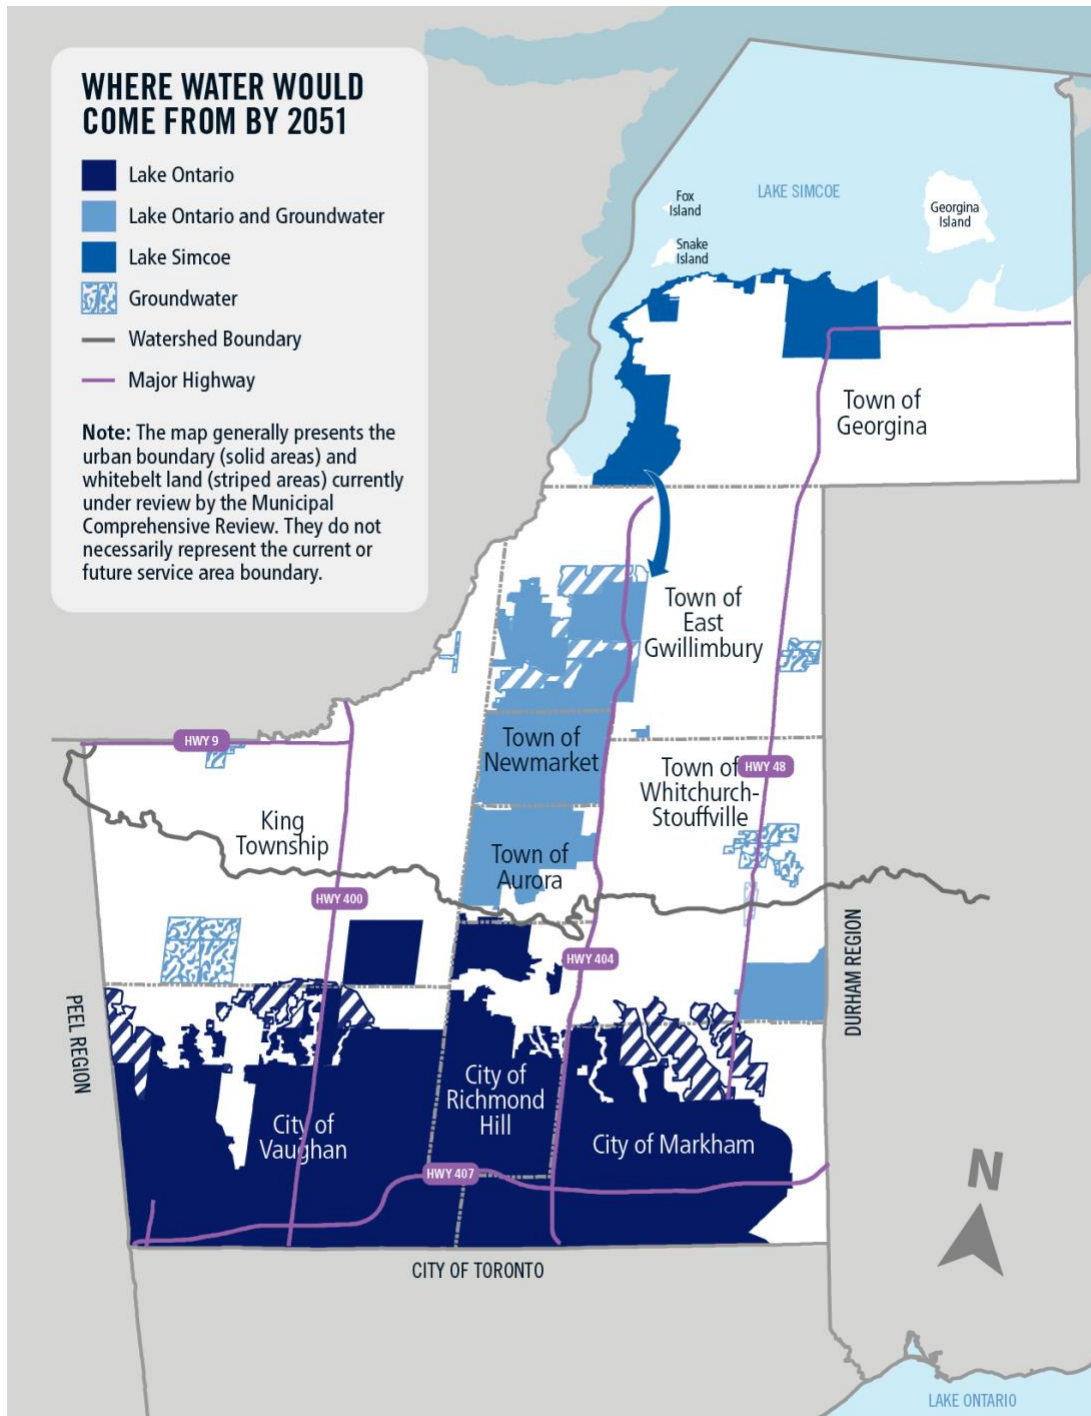 WHERE WATER WOULD
COME FROM BY 2051
Lake Ontario
Lake Ontario and Groundwater
Lake Simcoe
Groundwater
Watershed Boundary
Major Highway
Note: The map generally presents the
urban boundary (solid areas) and
whitebelt land (striped areas) currently
under review by the Municipal
Comprehensive Review. They do not
necessarily represent the current or
future service area boundary.
LAKE SIMCOE
Fox
Island
Georgina
Island
Snake
Island
Town of
Georgina
Town of
East
Gwillimbury
HWY 9
Town of
Newmarket
Town of
Whitchurch-
Stouffville
HWY 48
King
Township
Town of
Aurora
HWY 400
HWY 404
PEEL REGION
DURHAM REGION
City of
Vaughan
City of
Richmond
Hill
City of Markham
HWY 407
N
CITY OF TORONTO
LAKE ONTARIO